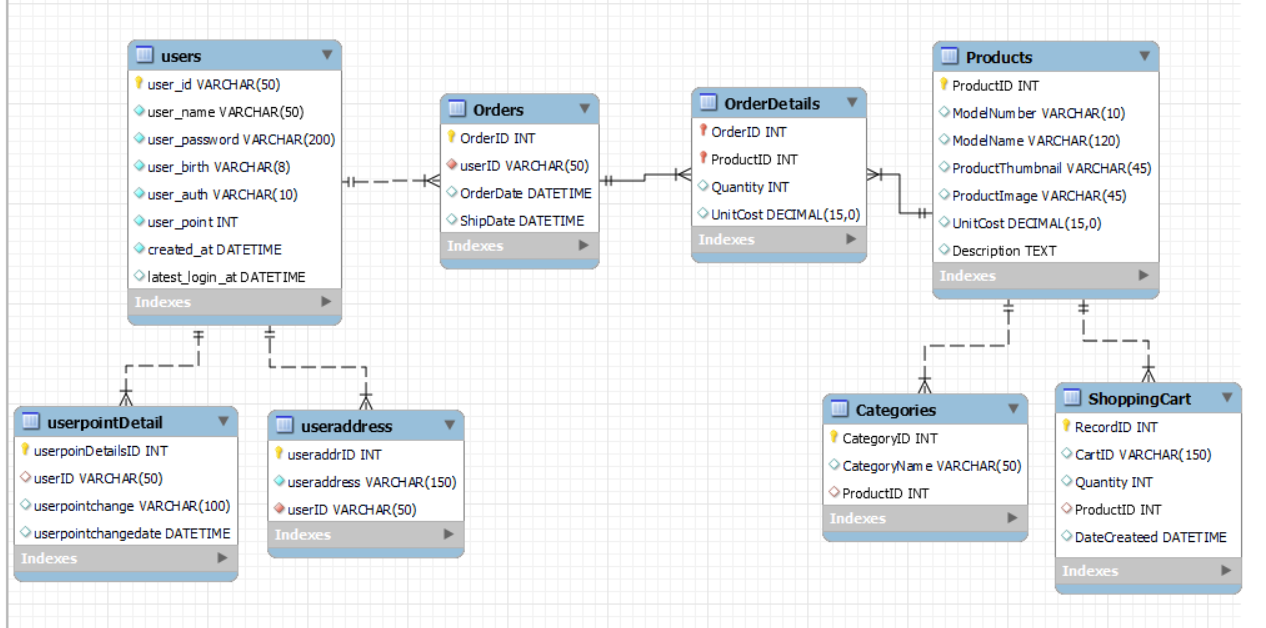 users
user_id VARCHAR(50)
user_name VARCHAR(50)
user_password VARCHAR(200)
user_birth VARCHAR(8)
user_auth VARCHAR(10)
user_point INT
created_at DATETIME
latest_login_at DATETIME
Indexes
Orders
OrderID INT
userID VARCHAR(50)
OrderDate DATETIME
ShipDate DATETIME
Indexes
OrderDetails
OrderID INT
ProductID INT
Quantity INT
UnitCost DECIMAL(15,0)
Indexes
Products
ProductID INT
ModelNumber VARCHAR(10)
ModelName VARCHAR(120)
ProductThumbnail VARCHAR(45)
ProductImage VARCHAR(45)
UnitCost DECIMAL(15,0)
Description TEXT
Indexes
userpointDetail
userpoinDetailsID INT
userID VARCHAR(50)
userpointchange VARCHAR(100)
userpointchangedate DATETIME
Indexes
useraddress
useraddrID INT
useraddress VARCHAR(150)
userID VARCHAR(50)
Indexes
Categories
CategoryID INT
CategoryName VARCHAR(50)
ProductID INT
Indexes
ShoppingCart
RecordID INT
CartID VARCHAR(150)
Quantity INT
ProductID INT
DateCreateed DATETIME
Indexes